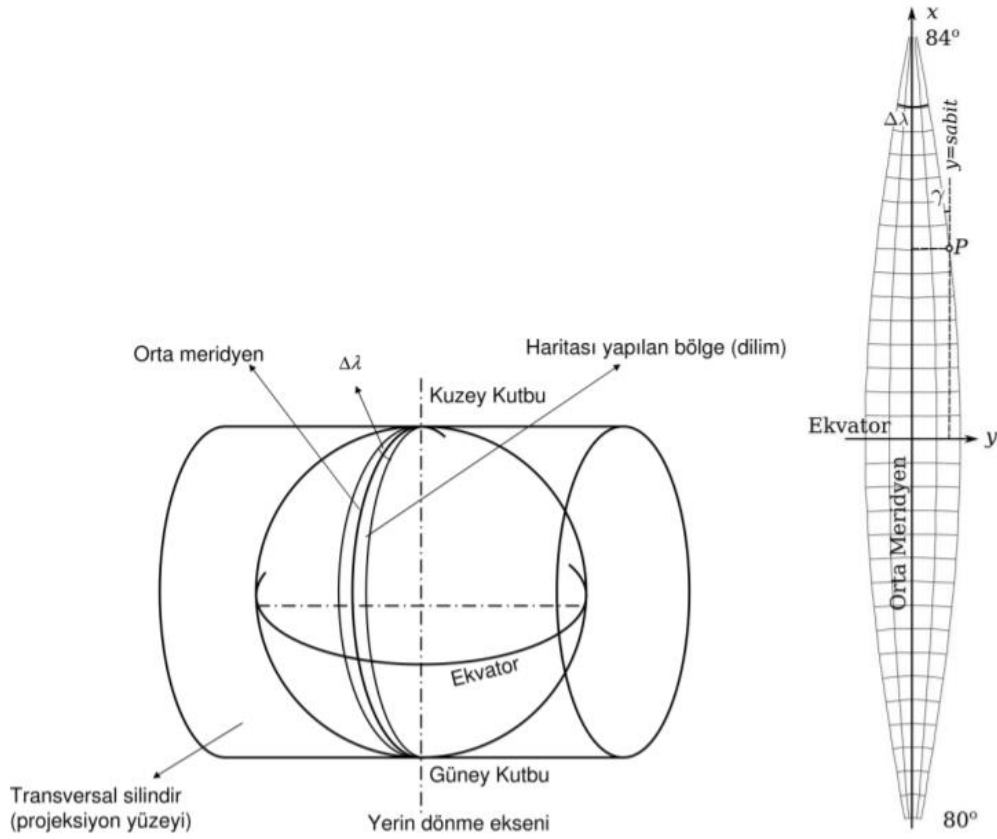 Orta meridyen
Δλ
Haritası yapılan bölge (dilim)
Kuzey Kutbu
Ekvator
Güney Kutbu
Transversal silindir
(projeksiyon yüzeyi)
Yerin dönme ekseni
x
84°
Δλ
y=sabit
γ
P
Ekvator
y
Orta Meridyen
80°